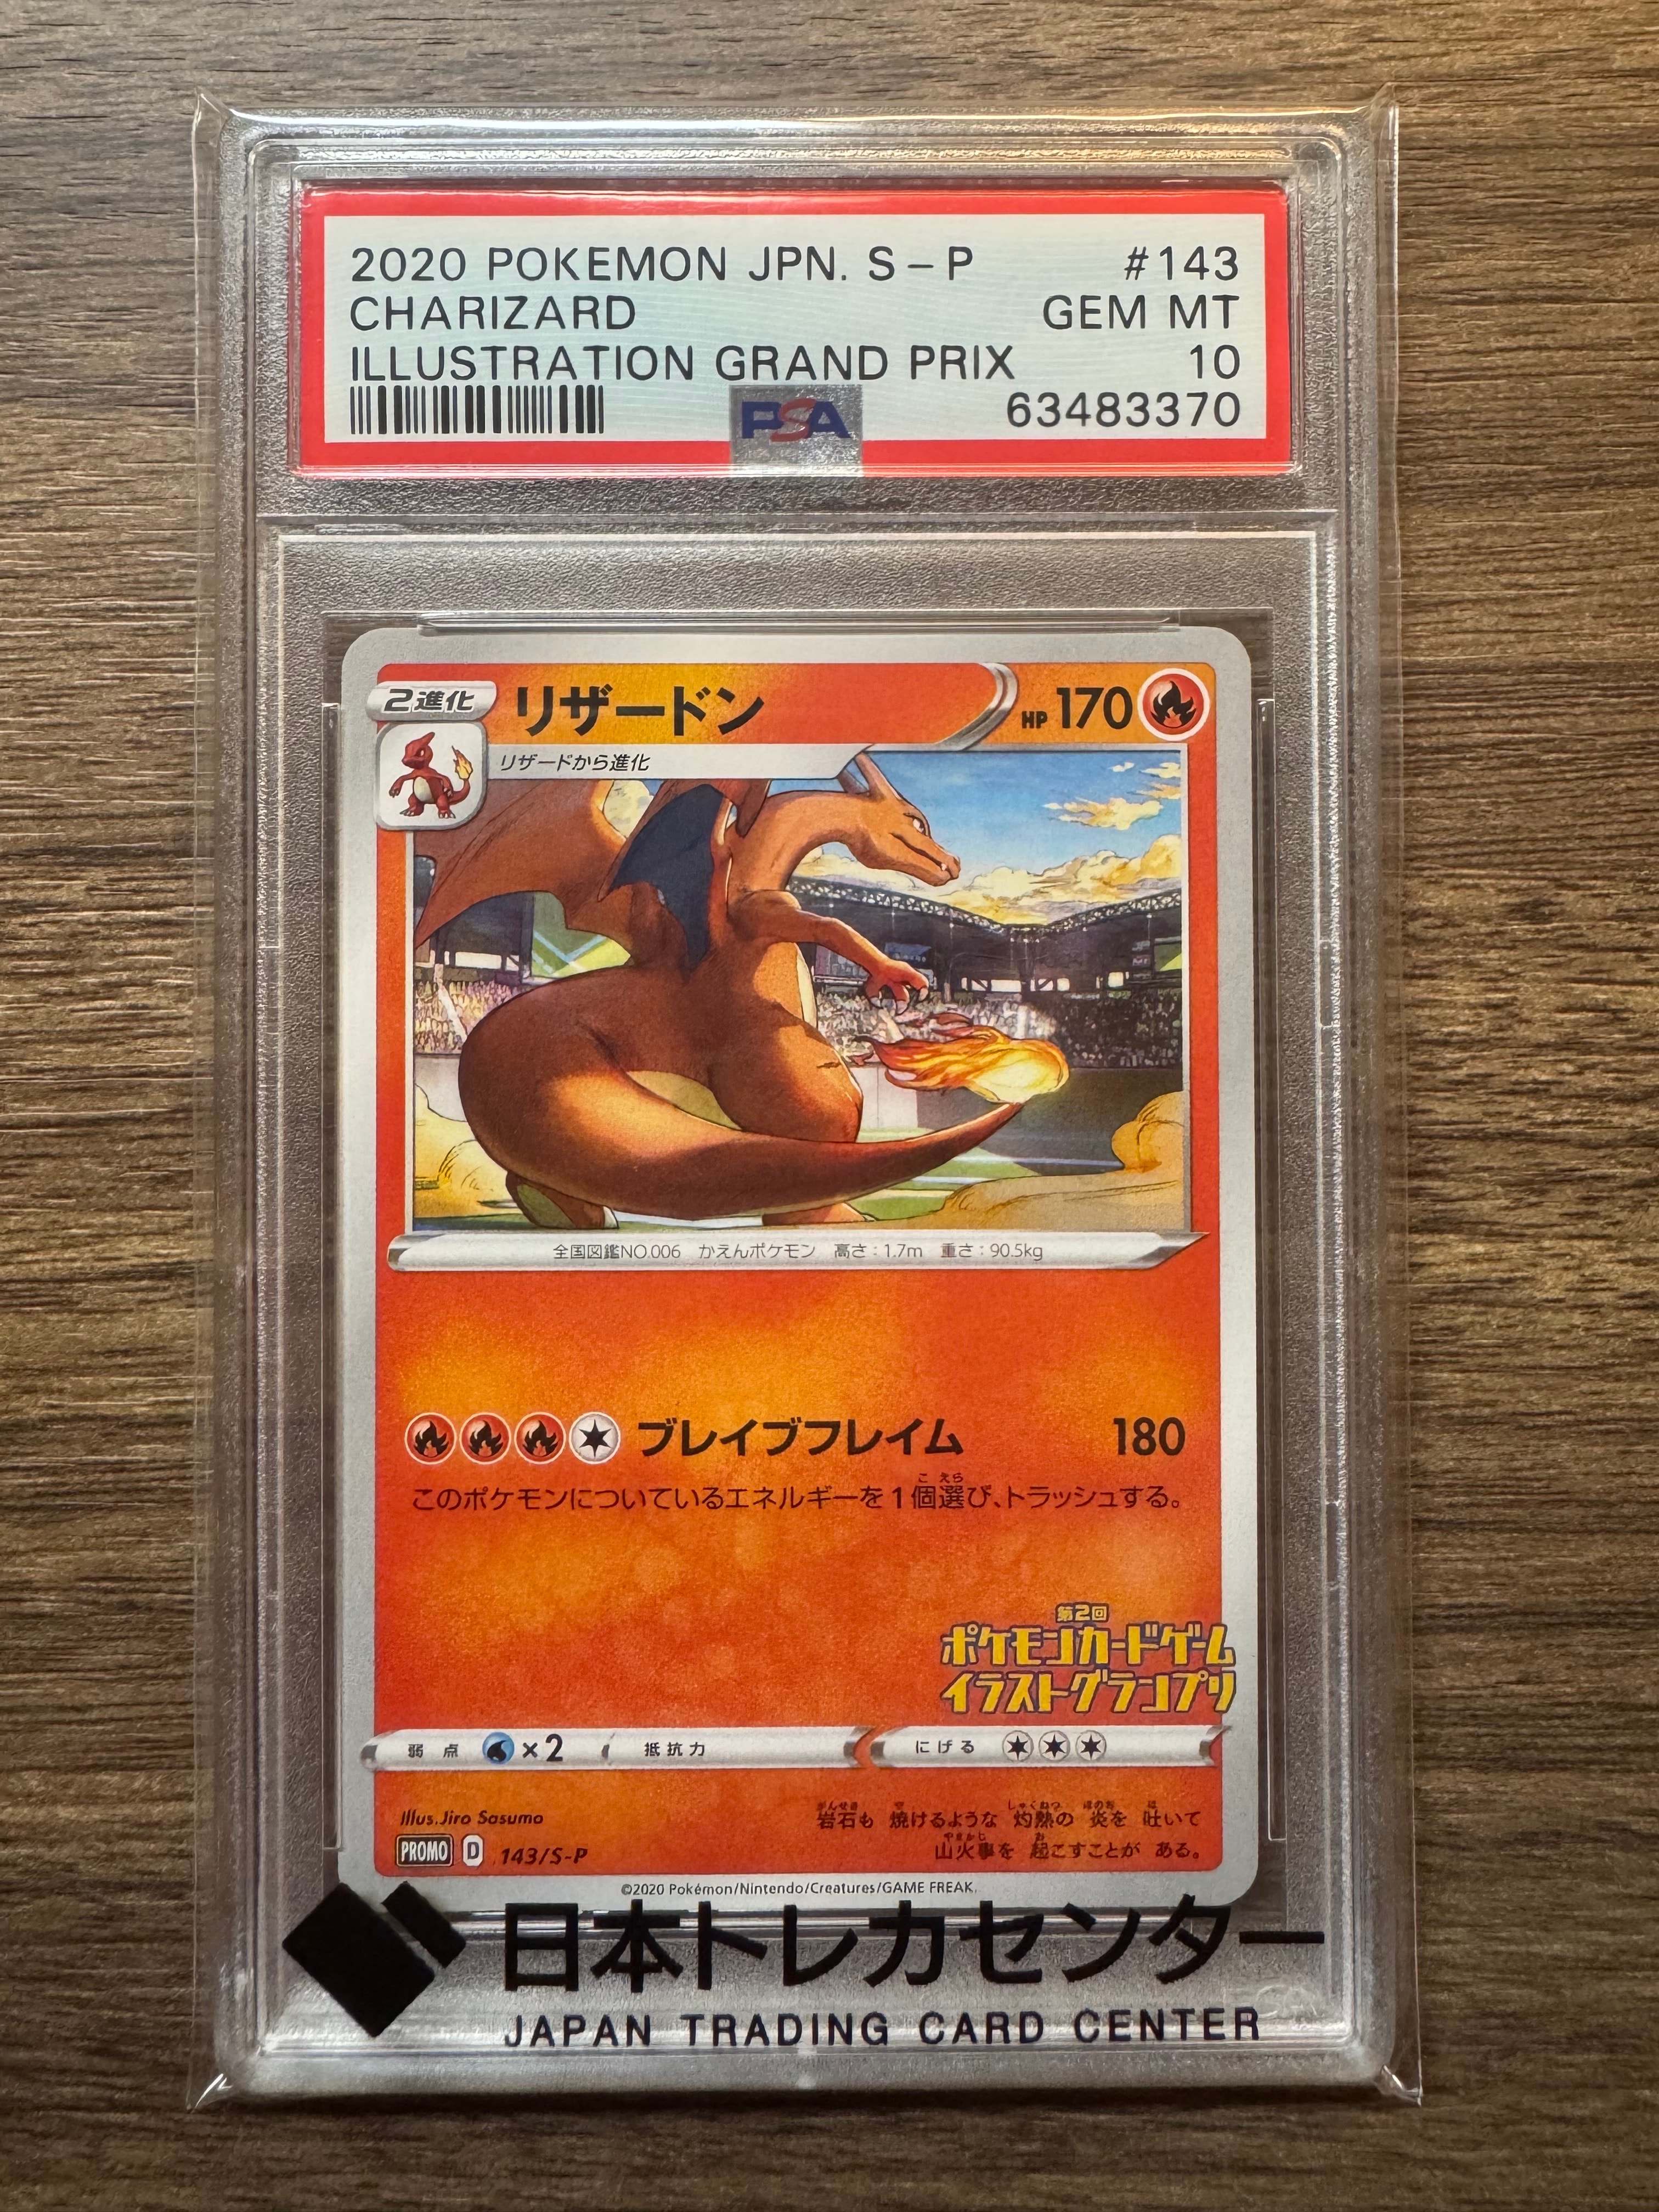 2020 POKEMON JPN. S-P #143
CHARIZARD GEM MT
ILLUSTRATION GRAND PRIX 10
PSA 63483370
2進化 リザードン HP 170
リザードから進化
全国図鑑NO.006 かえんポケモン 高さ:1.7m 重さ:90.5kg
ブレイブフレイム 180
このポケモンについているエネルギーを1個選び、トラッシュする。
第2回
ポケモンカードゲーム
イラストグランプリ
弱点 ×2 抵抗力 にげる
Illus.Jiro Sasumo
岩石も 焼けるような 灼熱の 炎を 吐いて
PROMO D 143/S-P
山火事を 起こすことが ある。
©2020 Pokémon/Nintendo/Creatures/GAME FREAK.
日本トレカセンター
JAPAN TRADING CARD CENTER